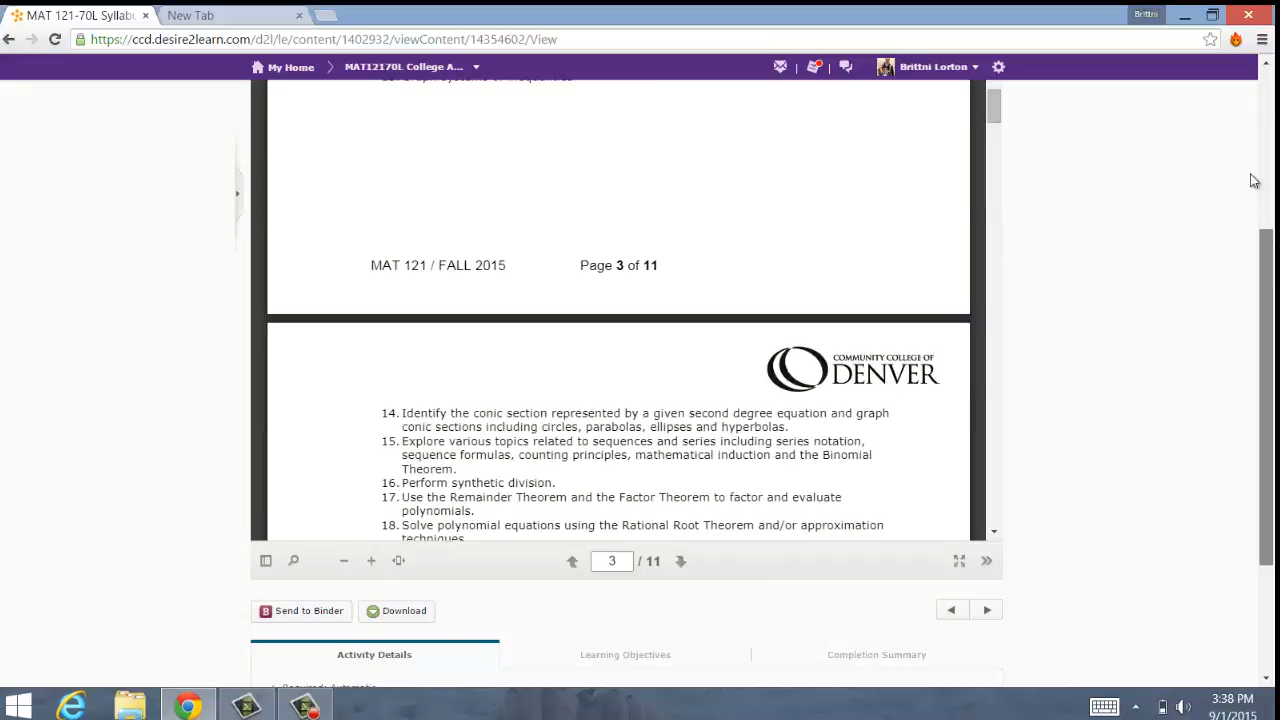 MAT 121-70L Syllabu × New Tab ×
Brittni
https://ccd.desire2learn.com/d2l/le/content/1402932/viewContent/14354602/View
My Home MAT12170L College A... Brittni Lorton
MAT 121 / FALL 2015 Page 3 of 11
COMMUNITY COLLEGE OF
DENVER
14. Identify the conic section represented by a given second degree equation and graph
conic sections including circles, parabolas, ellipses and hyperbolas.
15. Explore various topics related to sequences and series including series notation,
sequence formulas, counting principles, mathematical induction and the Binomial
Theorem.
16. Perform synthetic division.
17. Use the Remainder Theorem and the Factor Theorem to factor and evaluate
polynomials.
18. Solve polynomial equations using the Rational Root Theorem and/or approximation
techniques
3 / 11
Send to Binder Download
Activity Details Learning Objectives Completion Summary
Required: Automatic
3:38 PM
9/1/2015